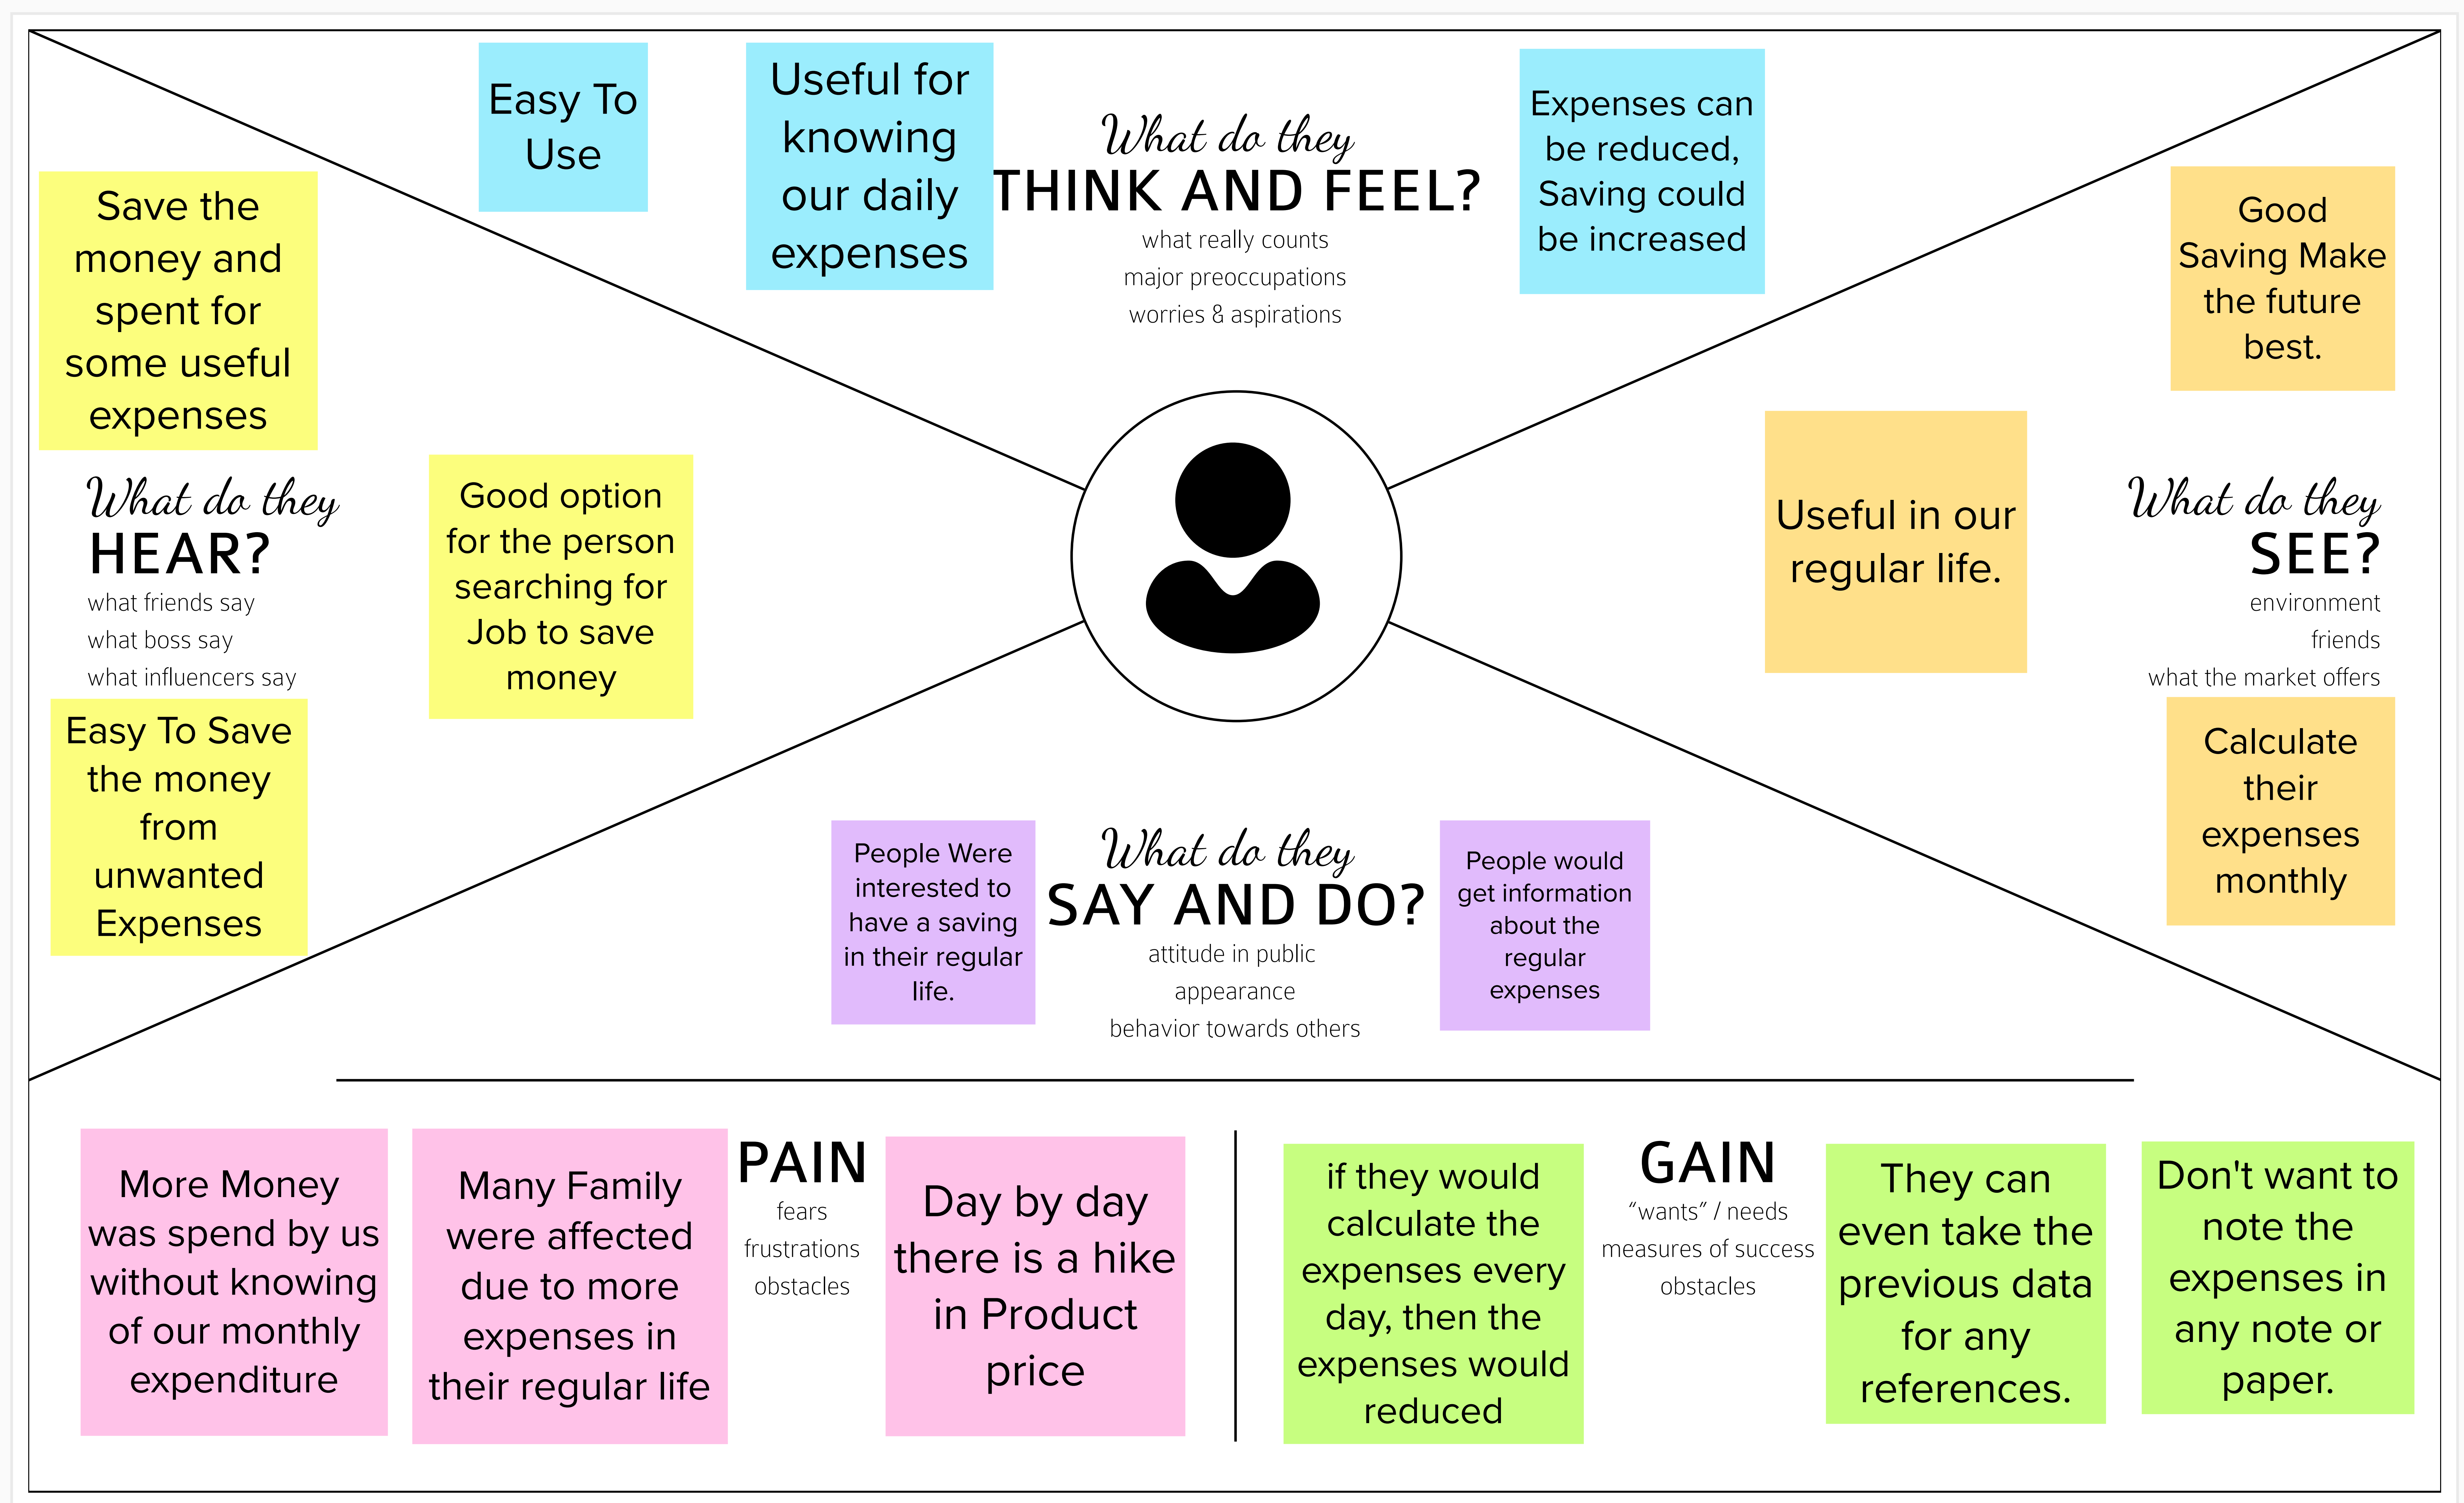 Easy To
Use
Useful for
knowing
our daily
expenses
What do they
THINK AND FEEL?
what really counts
major preoccupations
worries & aspirations
Expenses can
be reduced,
Saving could
be increased
Save the
money and
spent for
some useful
expenses
What do they
HEAR?
what friends say
what boss say
what influencers say
Good option
for the person
searching for
Job to save
money
Easy To Save
the money
from
unwanted
Expenses
Good
Saving Make
the future
best.
Useful in our
regular life.
What do they
SEE?
environment
friends
what the market offers
Calculate
their
expenses
monthly
People Were
interested to
have a saving
in their regular
life.
What do they
SAY AND DO?
attitude in public
appearance
behavior towards others
People would
get information
about the
regular
expenses
More Money
was spend by us
without knowing
of our monthly
expenditure
Many Family
were affected
due to more
expenses in
their regular life
PAIN
fears
frustrations
obstacles
Day by day
there is a hike
in Product
price
if they would
calculate the
expenses every
day, then the
expenses would
reduced
GAIN
“wants” / needs
measures of success
obstacles
They can
even take the
previous data
for any
references.
Don't want to
note the
expenses in
any note or
paper.